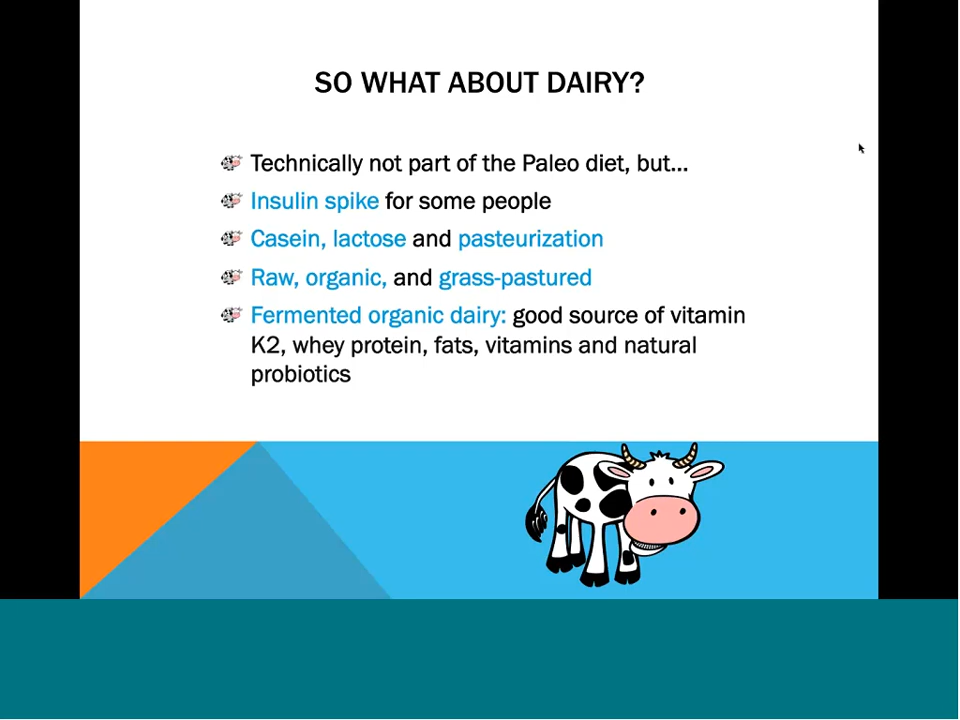 SO WHAT ABOUT DAIRY?
Technically not part of the Paleo diet, but...
Insulin spike for some people
Casein, lactose and pasteurization
Raw, organic, and grass-pastured
Fermented organic dairy: good source of vitamin
K2, whey protein, fats, vitamins and natural
probiotics